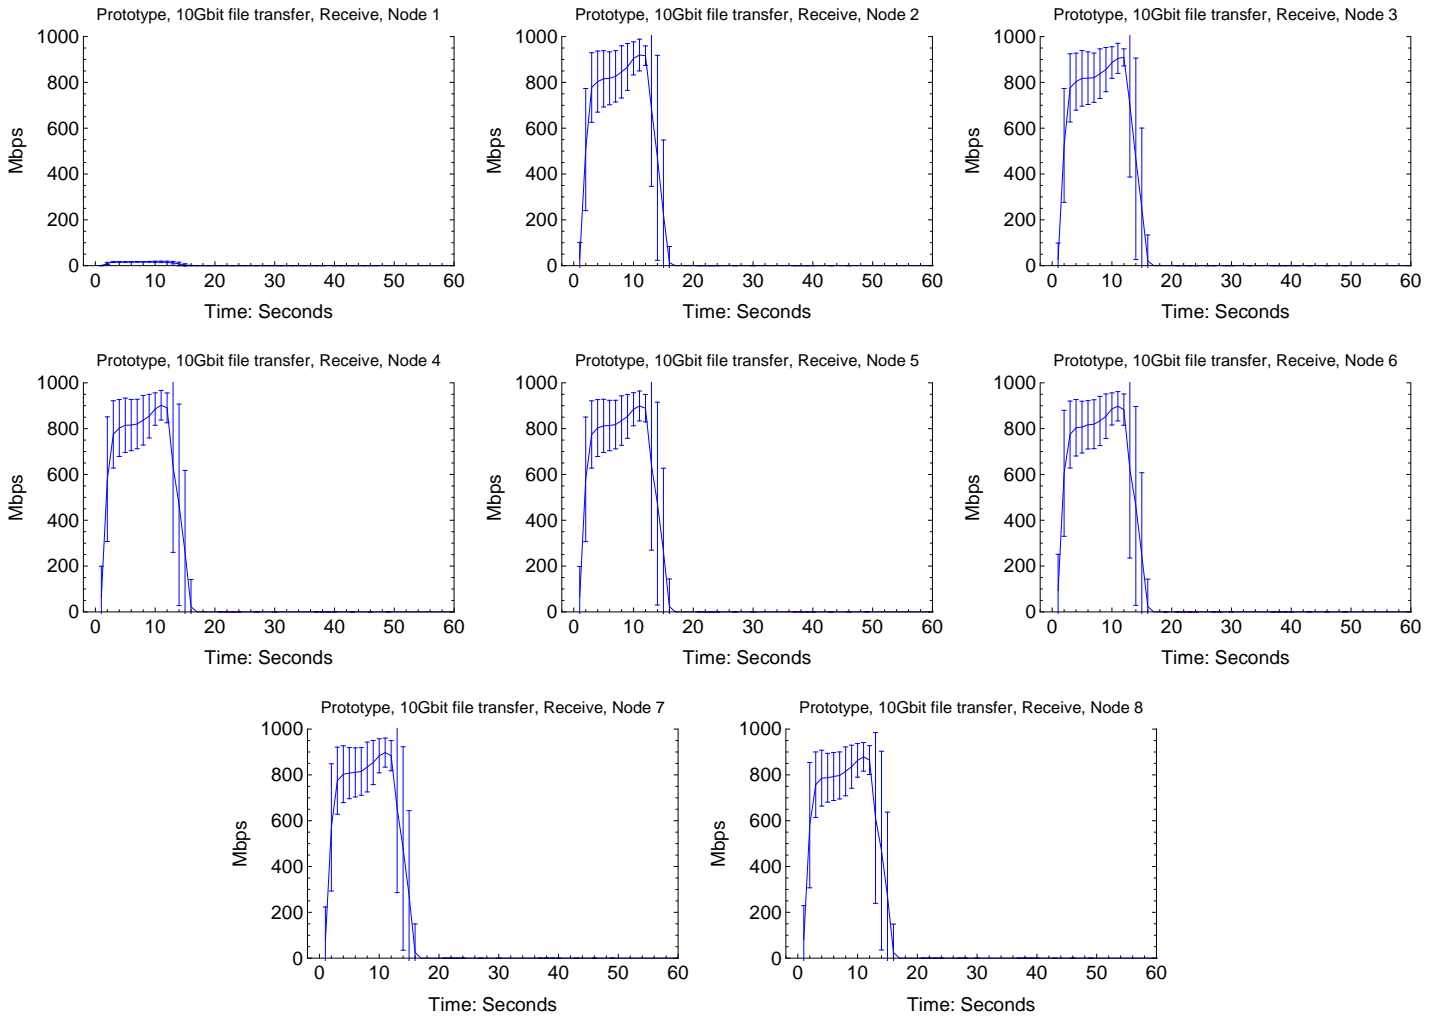 Prototype, 10Gbit file transfer, Receive, Node 1
1000
800
600
400
200
0
Mbps
0 10 20 30 40 50 60
Time: Seconds
Prototype, 10Gbit file transfer, Receive, Node 2
1000
800
600
400
200
0
Mbps
0 10 20 30 40 50 60
Time: Seconds
Prototype, 10Gbit file transfer, Receive, Node 3
1000
800
600
400
200
0
Mbps
0 10 20 30 40 50 60
Time: Seconds
Prototype, 10Gbit file transfer, Receive, Node 4
1000
800
600
400
200
0
Mbps
0 10 20 30 40 50 60
Time: Seconds
Prototype, 10Gbit file transfer, Receive, Node 5
1000
800
600
400
200
0
Mbps
0 10 20 30 40 50 60
Time: Seconds
Prototype, 10Gbit file transfer, Receive, Node 6
1000
800
600
400
200
0
Mbps
0 10 20 30 40 50 60
Time: Seconds
Prototype, 10Gbit file transfer, Receive, Node 7
1000
800
600
400
200
0
Mbps
0 10 20 30 40 50 60
Time: Seconds
Prototype, 10Gbit file transfer, Receive, Node 8
1000
800
600
400
200
0
Mbps
0 10 20 30 40 50 60
Time: Seconds